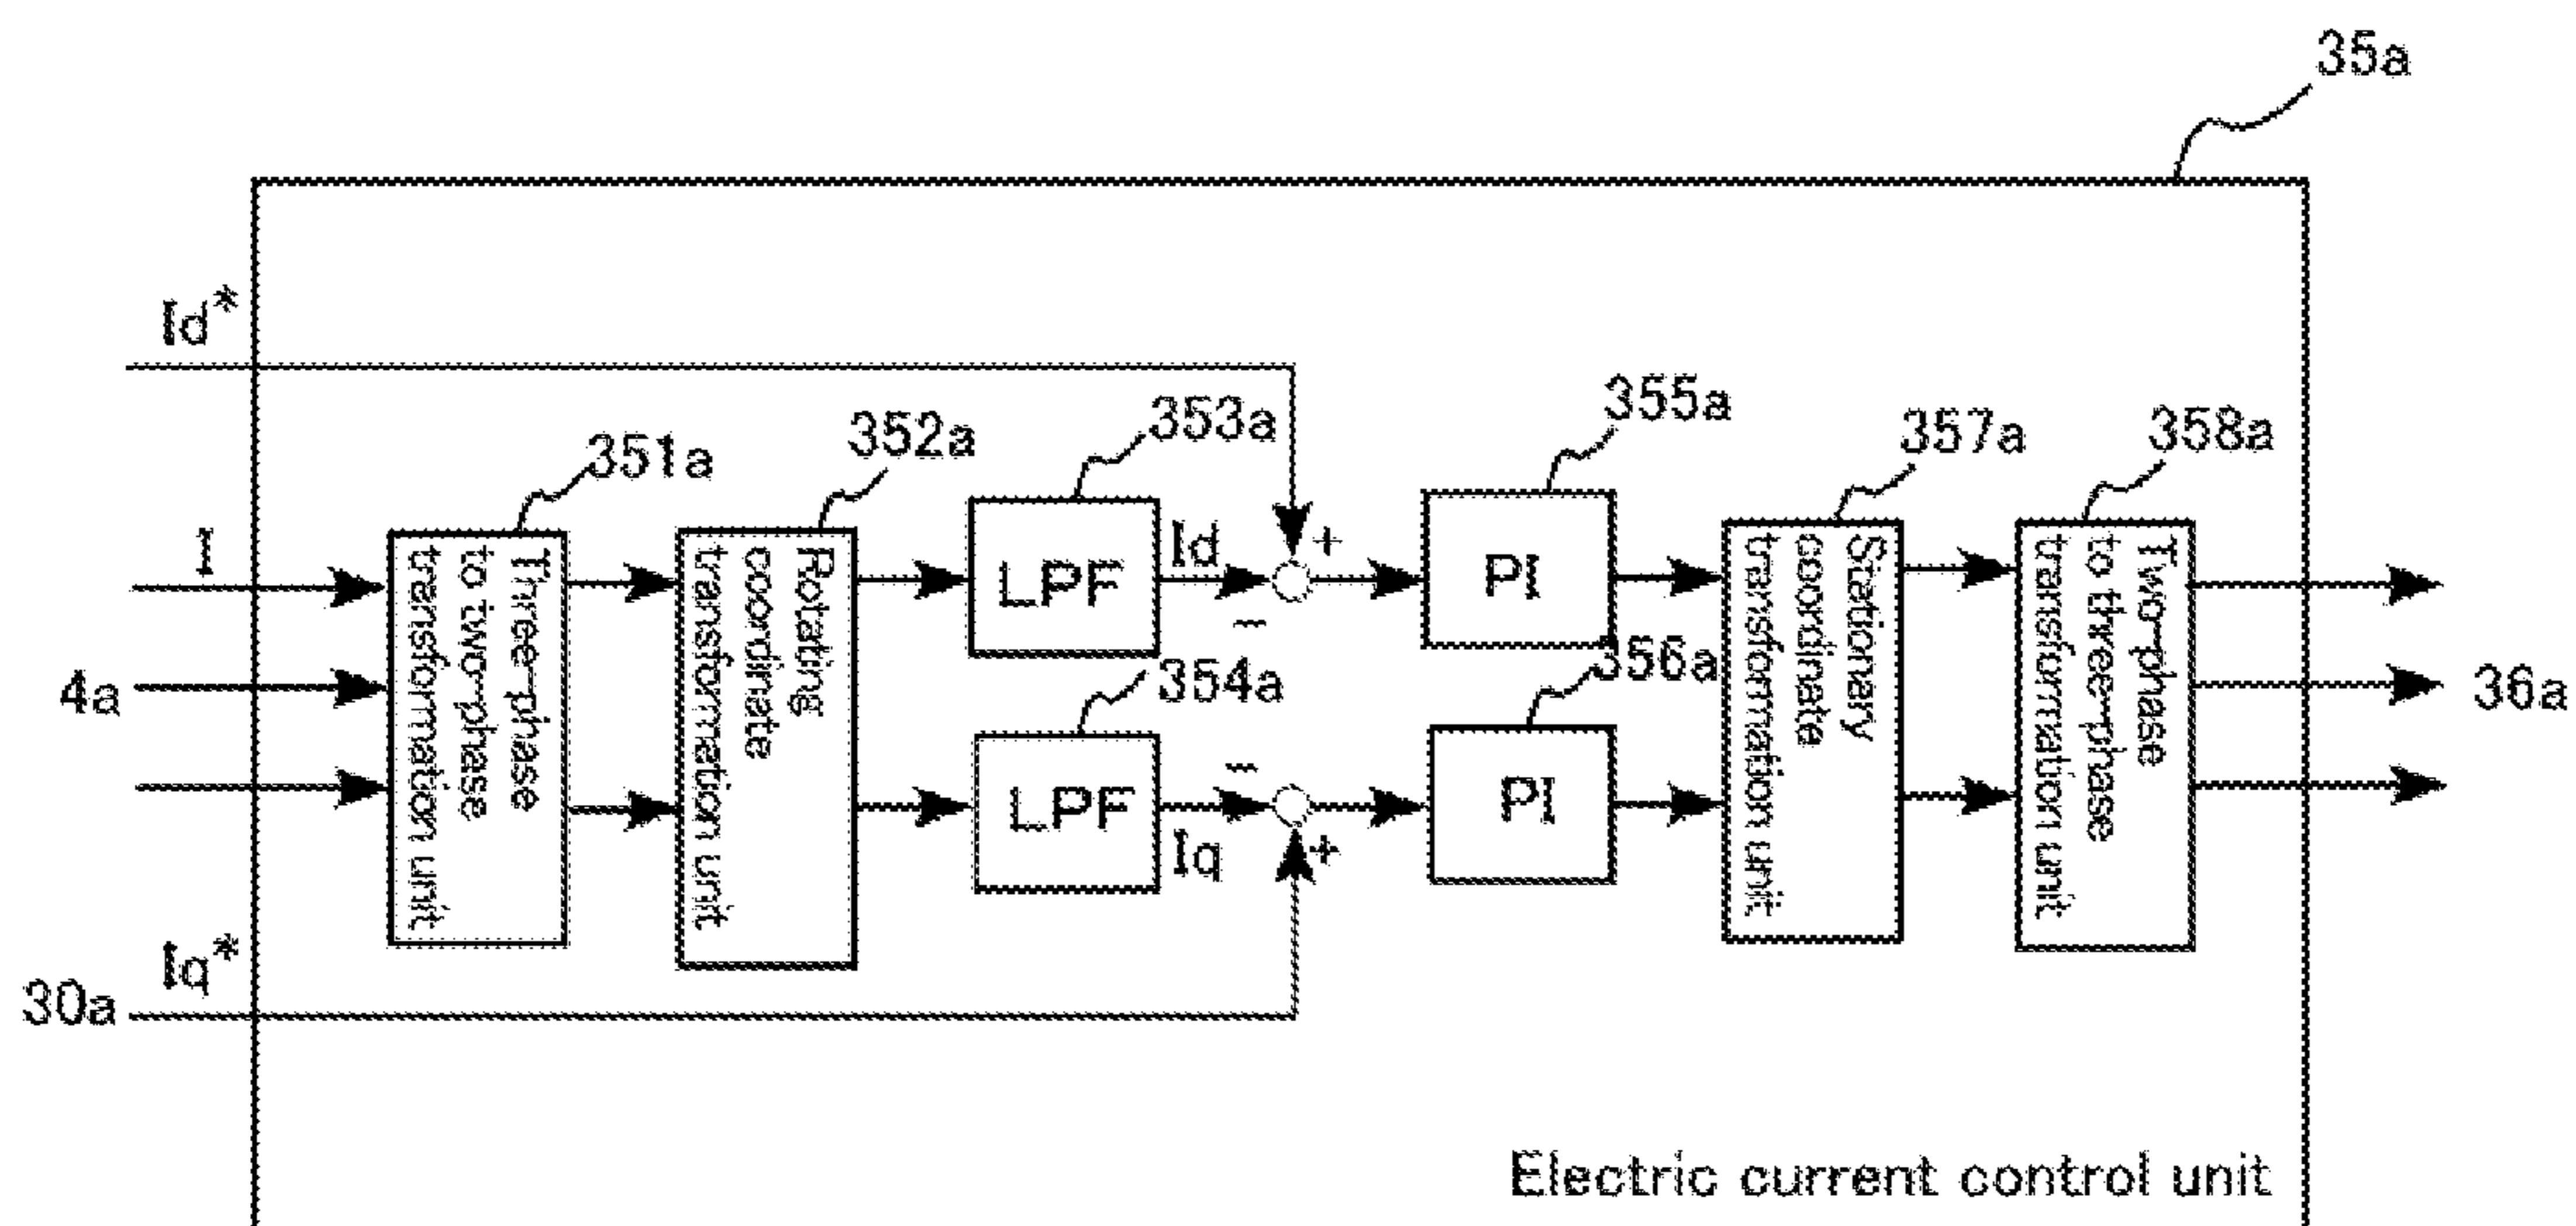 35a
Id*
353a
355a
352a
357a
358a
351a
I
Three-phase
to two-phase
transformation unit
Rotating
coordinate
transformation unit
LPF
Id
+
−
PI
Stationary
coordinate
transformation unit
Two-phase
to three-phase
transformation unit
4a
354a
356a
36a
LPF
−
Iq
+
PI
Iq*
30a
Electric current control unit